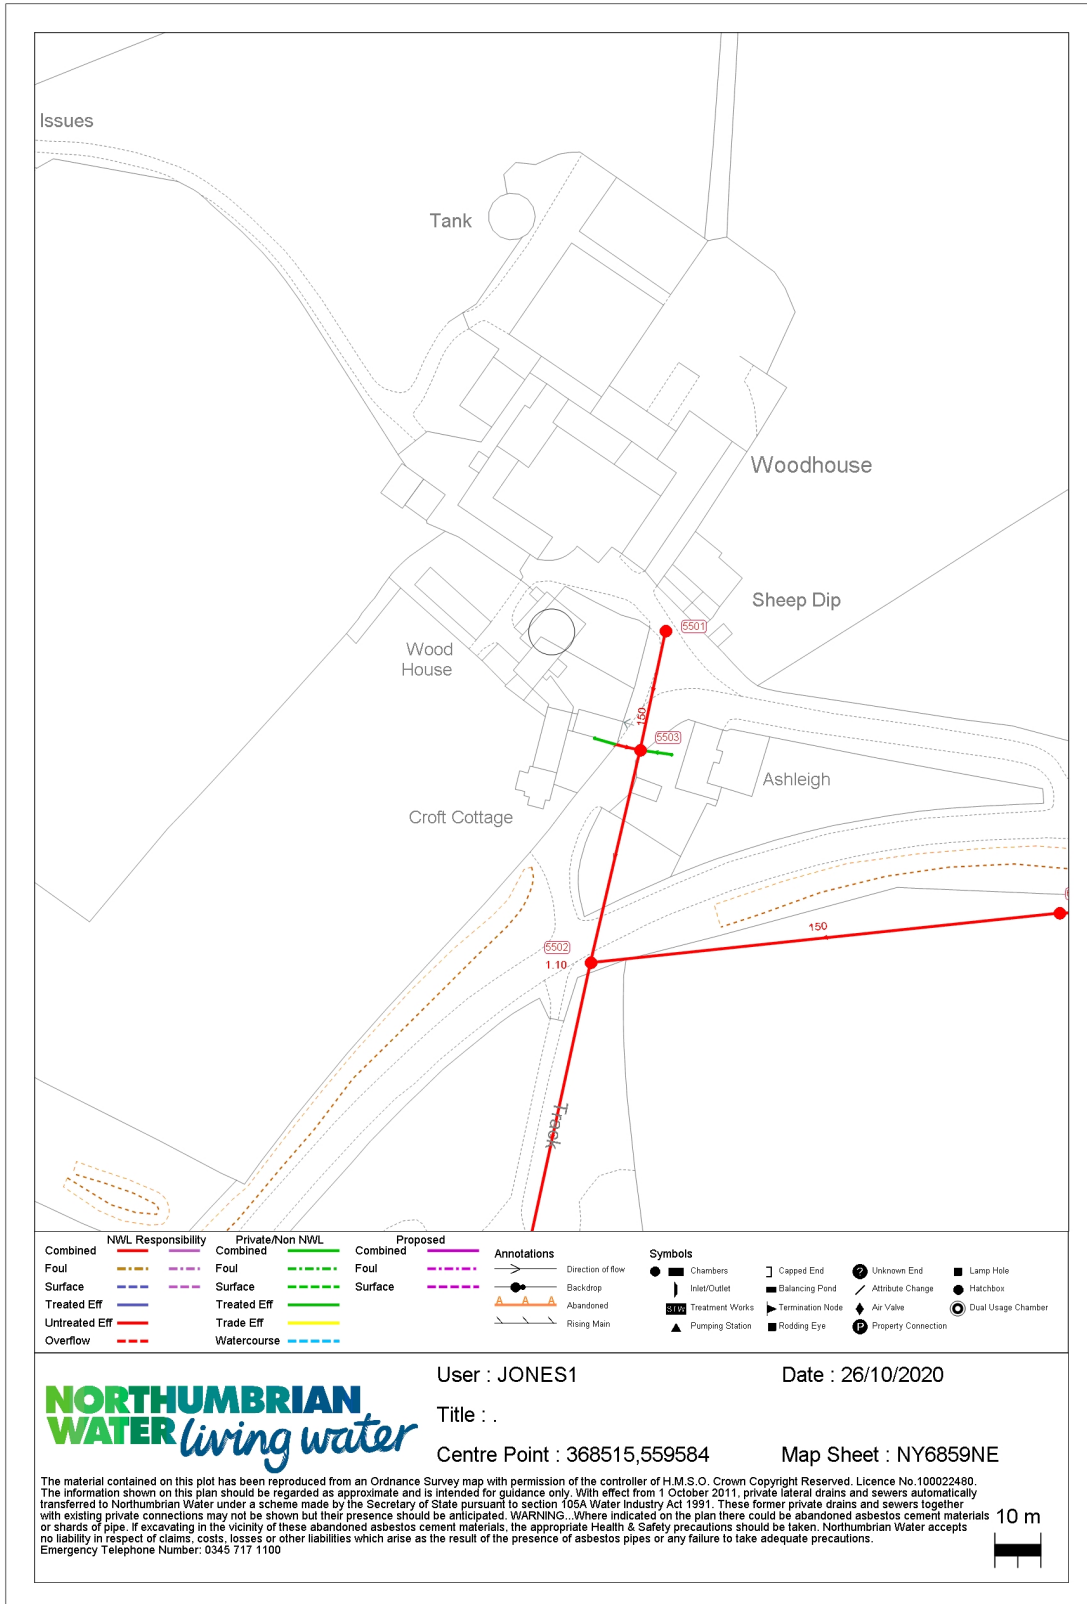 Issues
Tank
Woodhouse
Sheep Dip
5501
Wood
House
150
5503
Ashleigh
Croft Cottage
150
5502
1.10
Track
NWL Responsibility
Private/Non NWL
Proposed
Combined
Combined
Combined
Foul
Foul
Foul
Surface
Surface
Surface
Treated Eff
Treated Eff
Untreated Eff
Trade Eff
Overflow
Watercourse
Annotations
Direction of flow
Backdrop
A A A Abandoned
Rising Main
Symbols
Chambers
Capped End
? Unknown End
Lamp Hole
Inlet/Outlet
Balancing Pond
Attribute Change
Hatchbox
STW Treatment Works
Termination Node
Air Valve
Dual Usage Chamber
Pumping Station
Rodding Eye
P Property Connection
NORTHUMBRIAN
WATER living water
User : JONES1
Date : 26/10/2020
Title : .
Centre Point : 368515,559584
Map Sheet : NY6859NE
The material contained on this plot has been reproduced from an Ordnance Survey map with permission of the controller of H.M.S.O. Crown Copyright Reserved. Licence No.100022480.
The information shown on this plan should be regarded as approximate and is intended for guidance only. With effect from 1 October 2011, private lateral drains and sewers automatically
transferred to Northumbrian Water under a scheme made by the Secretary of State pursuant to section 105A Water Industry Act 1991. These former private drains and sewers together
with existing private connections may not be shown but their presence should be anticipated. WARNING...Where indicated on the plan there could be abandoned asbestos cement materials
or shards of pipe. If excavating in the vicinity of these abandoned asbestos cement materials, the appropriate Health & Safety precautions should be taken. Northumbrian Water accepts
no liability in respect of claims, costs, losses or other liabilities which arise as the result of the presence of asbestos pipes or any failure to take adequate precautions.
Emergency Telephone Number: 0345 717 1100
10 m